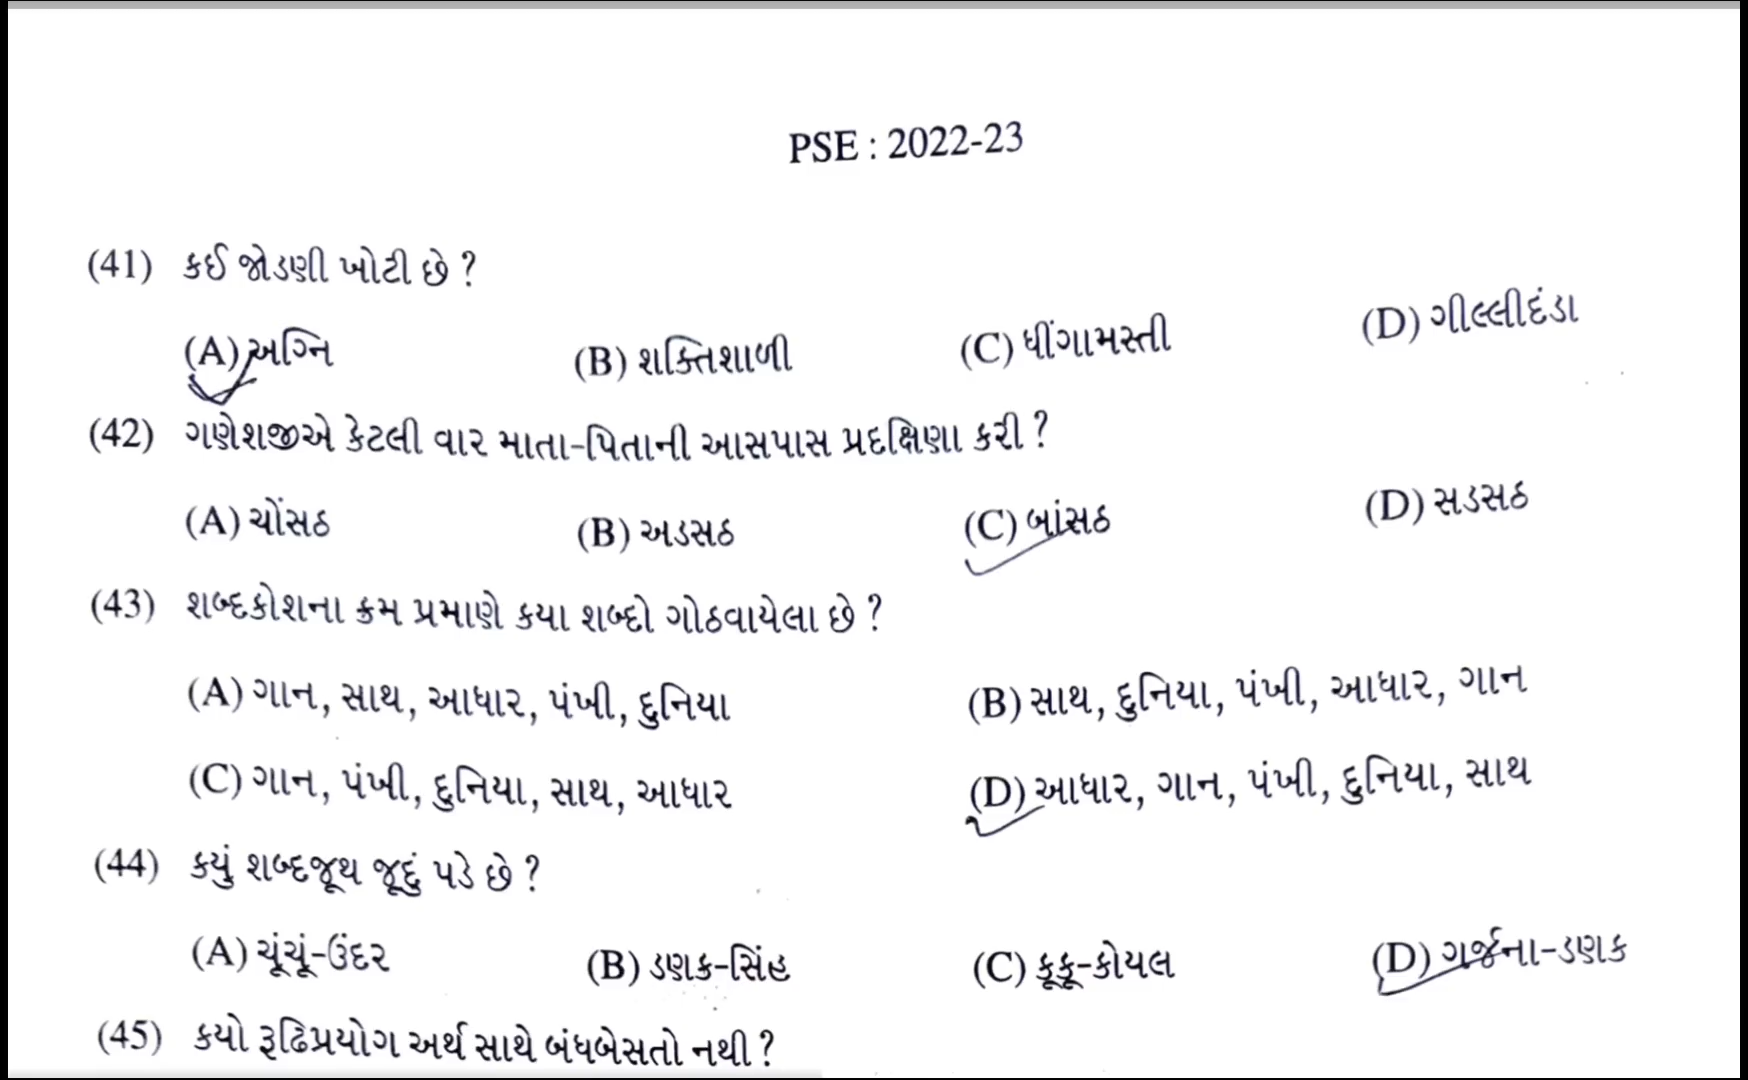 PSE : 2022-23
(41) કઈ જોડણી ખોટી છે ?
(A) અગ્નિ (B) શક્તિશાળી (C) ધીંગામસ્તી (D) ગીલ્લીદંડા
(42) ગણેશજીએ કેટલી વાર માતા-પિતાની આસપાસ પ્રદક્ષિણા કરી ?
(A) ચોંસઠ (B) અડસઠ (C) બાંસઠ (D) સડસઠ
(43) શબ્દકોશના ક્રમ પ્રમાણે કયા શબ્દો ગોઠવાયેલા છે ?
(A) ગાન, સાથ, આધાર, પંખી, દુનિયા (B) સાથ, દુનિયા, પંખી, આધાર, ગાન
(C) ગાન, પંખી, દુનિયા, સાથ, આધાર (D) આધાર, ગાન, પંખી, દુનિયા, સાથ
(44) કયું શબ્દજૂથ જૂદું પડે છે ?
(A) ચૂંચૂં-ઉંદર (B) ડણક-સિંહ (C) કૂકૂ-કોયલ (D) ગર્જના-ડણક
(45) કયો રૂઢિપ્રયોગ અર્થ સાથે બંધબેસતો નથી ?